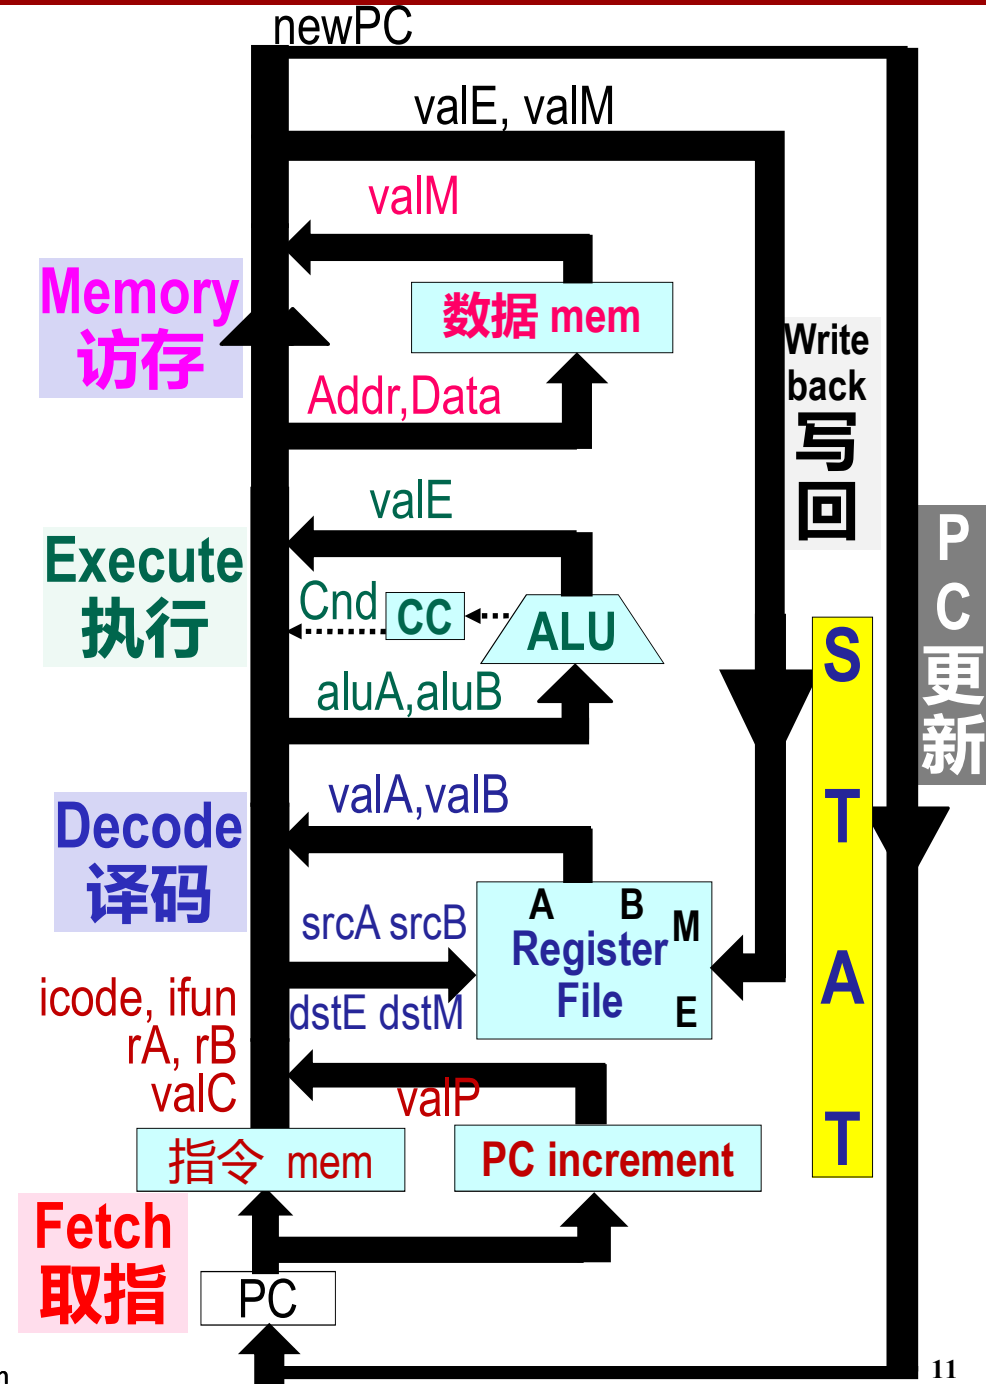 newPC
valE, valM
valM
Memory
访存
数据 mem
Write
back
写
回
Addr,Data
valE
P
C
更
新
Execute
执行
Cnd
CC
ALU
S
T
A
T
aluA,aluB
valA,valB
Decode
译码
A B
M
srcA srcB
Register
File
E
dstE dstM
icode, ifun
rA, rB
valC
valP
指令 mem
PC increment
Fetch
取指
PC
11